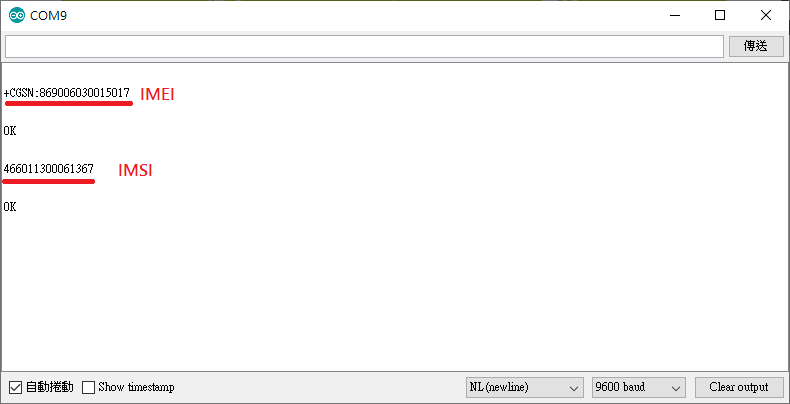 COM9
傳送
+CGSN:869006030015017 IMEI
OK
466011300061367 IMSI
OK
自動捲動 Show timestamp NL(newline) 9600 baud Clear output